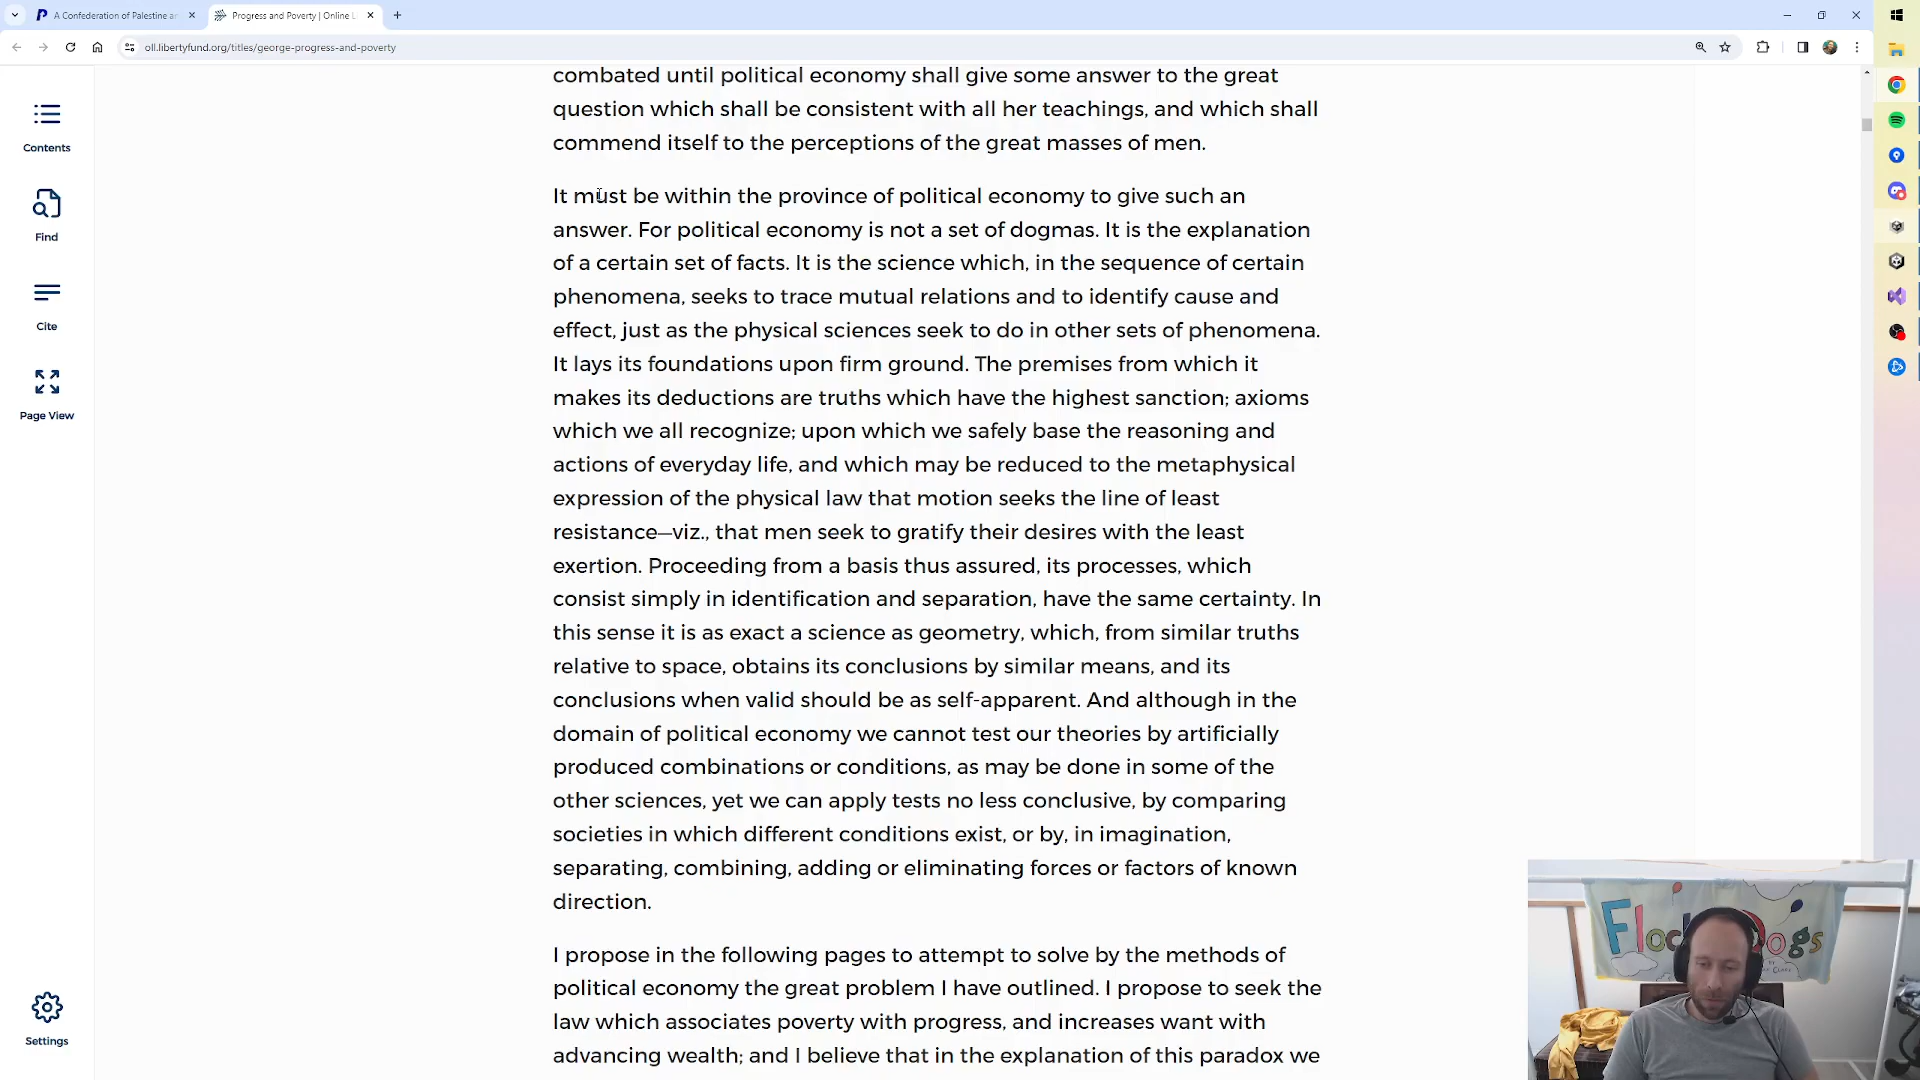 A Confederation of Palestine a
Progress and Poverty | Online L
oll.libertyfund.org/titles/george-progress-and-poverty
Contents
Find
Cite
Page View
Settings
combated until political economy shall give some answer to the great
question which shall be consistent with all her teachings, and which shall
commend itself to the perceptions of the great masses of men.
It must be within the province of political economy to give such an
answer. For political economy is not a set of dogmas. It is the explanation
of a certain set of facts. It is the science which, in the sequence of certain
phenomena, seeks to trace mutual relations and to identify cause and
effect, just as the physical sciences seek to do in other sets of phenomena.
It lays its foundations upon firm ground. The premises from which it
makes its deductions are truths which have the highest sanction; axioms
which we all recognize; upon which we safely base the reasoning and
actions of everyday life, and which may be reduced to the metaphysical
expression of the physical law that motion seeks the line of least
resistance—viz., that men seek to gratify their desires with the least
exertion. Proceeding from a basis thus assured, its processes, which
consist simply in identification and separation, have the same certainty. In
this sense it is as exact a science as geometry, which, from similar truths
relative to space, obtains its conclusions by similar means, and its
conclusions when valid should be as self-apparent. And although in the
domain of political economy we cannot test our theories by artificially
produced combinations or conditions, as may be done in some of the
other sciences, yet we can apply tests no less conclusive, by comparing
societies in which different conditions exist, or by, in imagination,
separating, combining, adding or eliminating forces or factors of known
direction.
I propose in the following pages to attempt to solve by the methods of
political economy the great problem I have outlined. I propose to seek the
law which associates poverty with progress, and increases want with
advancing wealth; and I believe that in the explanation of this paradox we